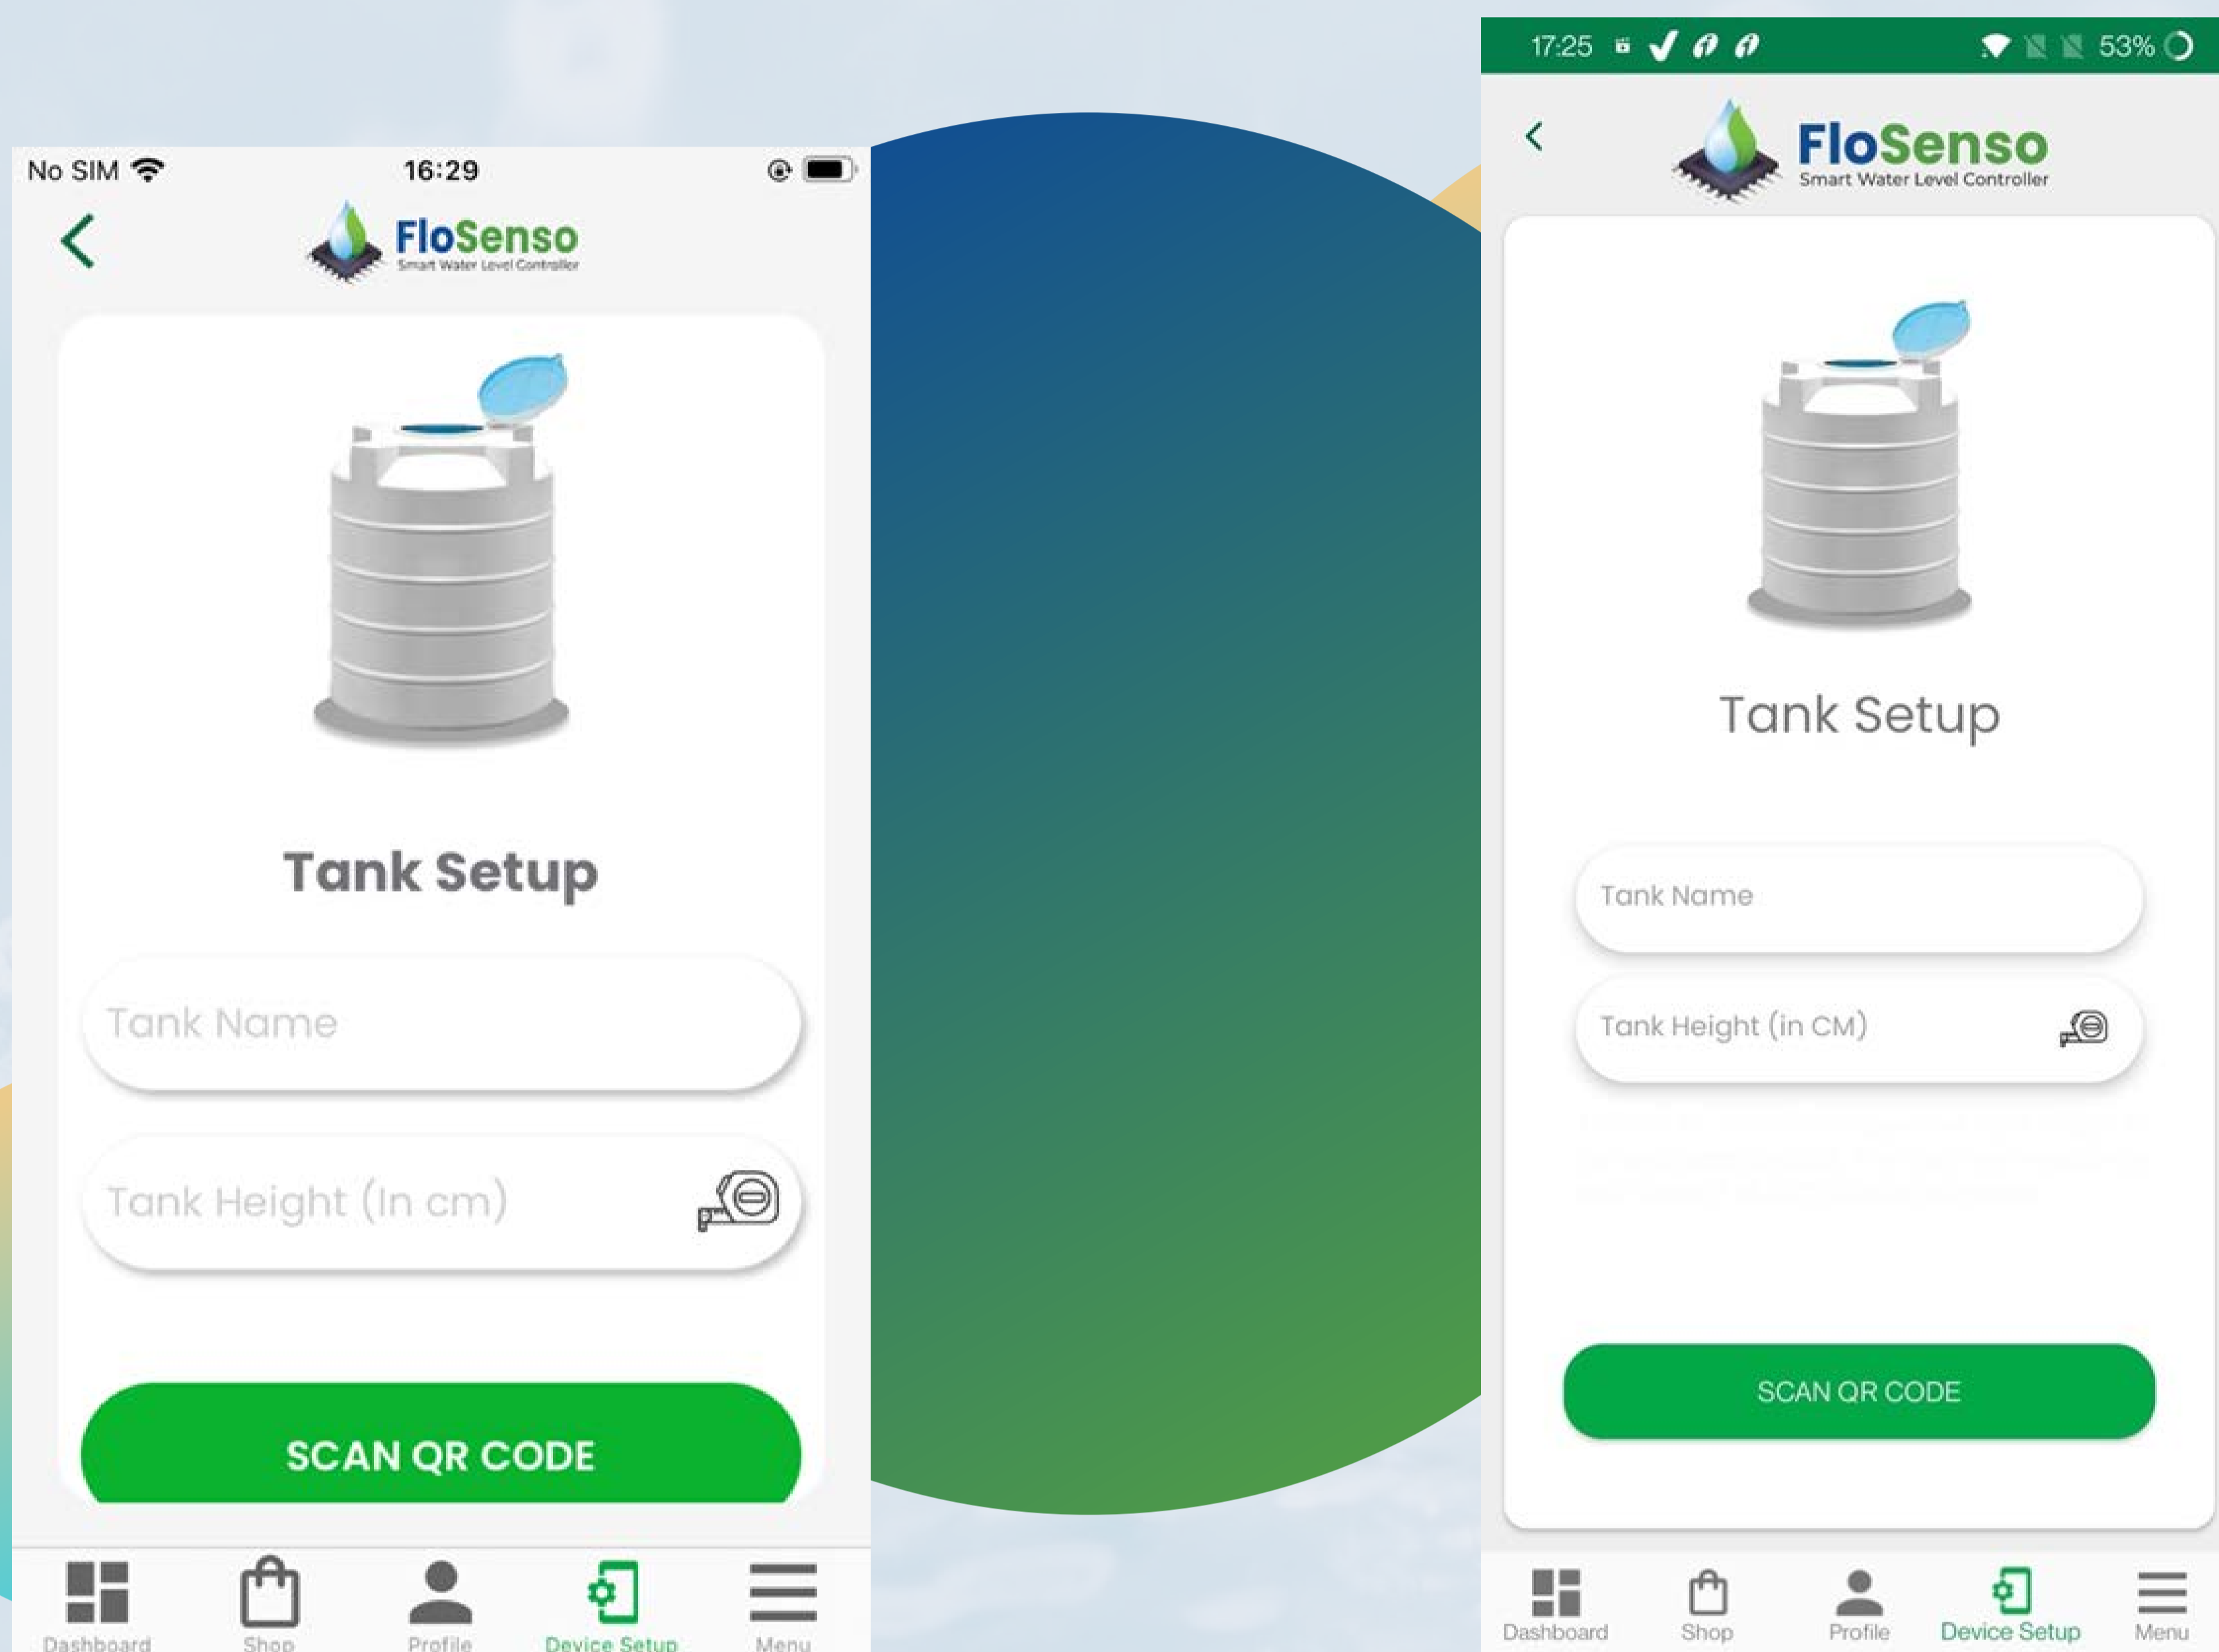 No SIM
16:29
FloSenso
Smart Water Level Controller
Tank Setup
Tank Name
Tank Height (In cm)
SCAN QR CODE
Dashboard
Shop
Profile
Device Setup
Menu
17:25
53%
FloSenso
Smart Water Level Controller
Tank Setup
Tank Name
Tank Height (in CM)
SCAN QR CODE
Dashboard
Shop
Profile
Device Setup
Menu